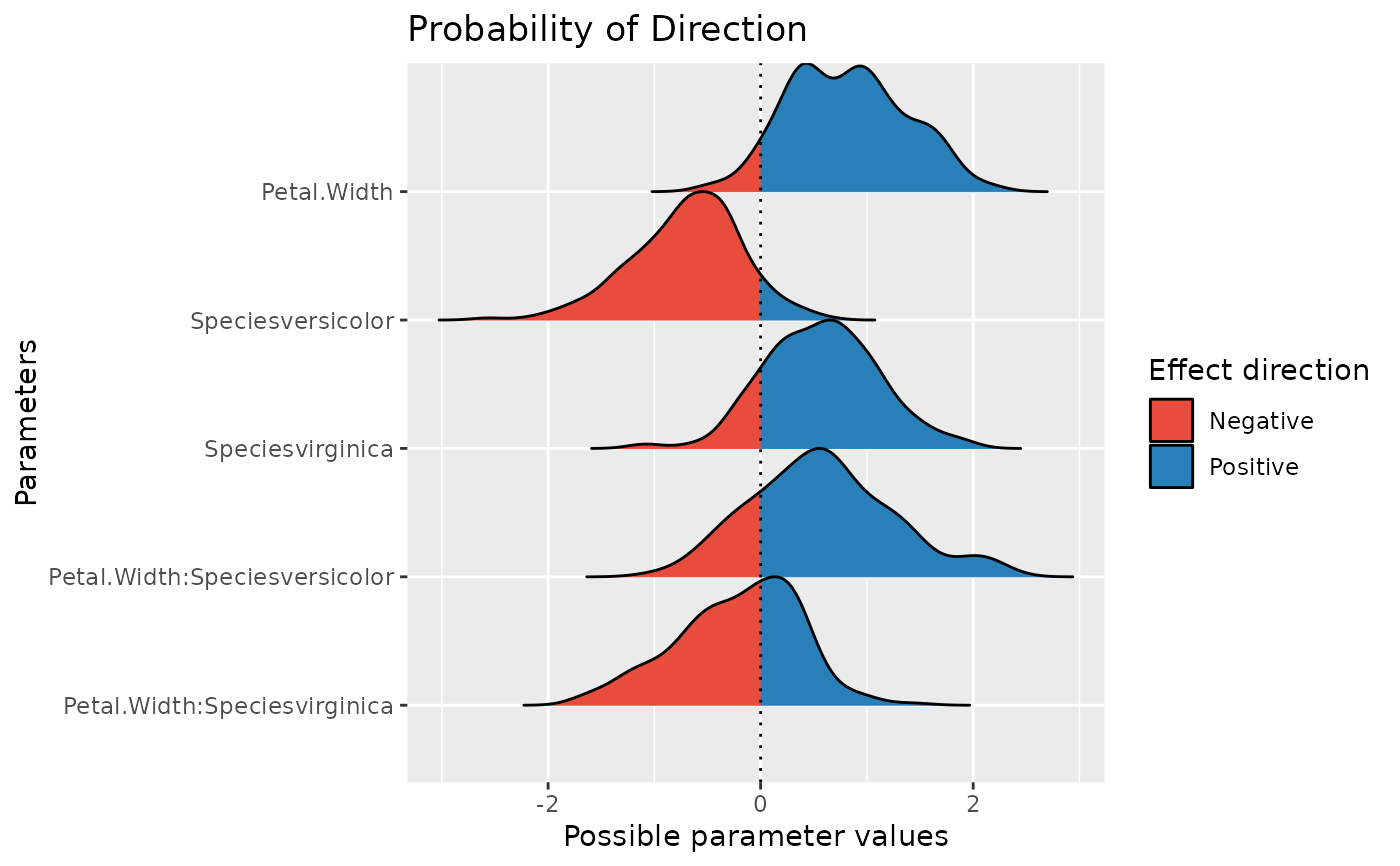 Probability of Direction
Parameters
Petal.Width
Speciesversicolor
Speciesvirginica
Petal.Width:Speciesversicolor
Petal.Width:Speciesvirginica
-2
0
2
Possible parameter values
Effect direction
Negative
Positive